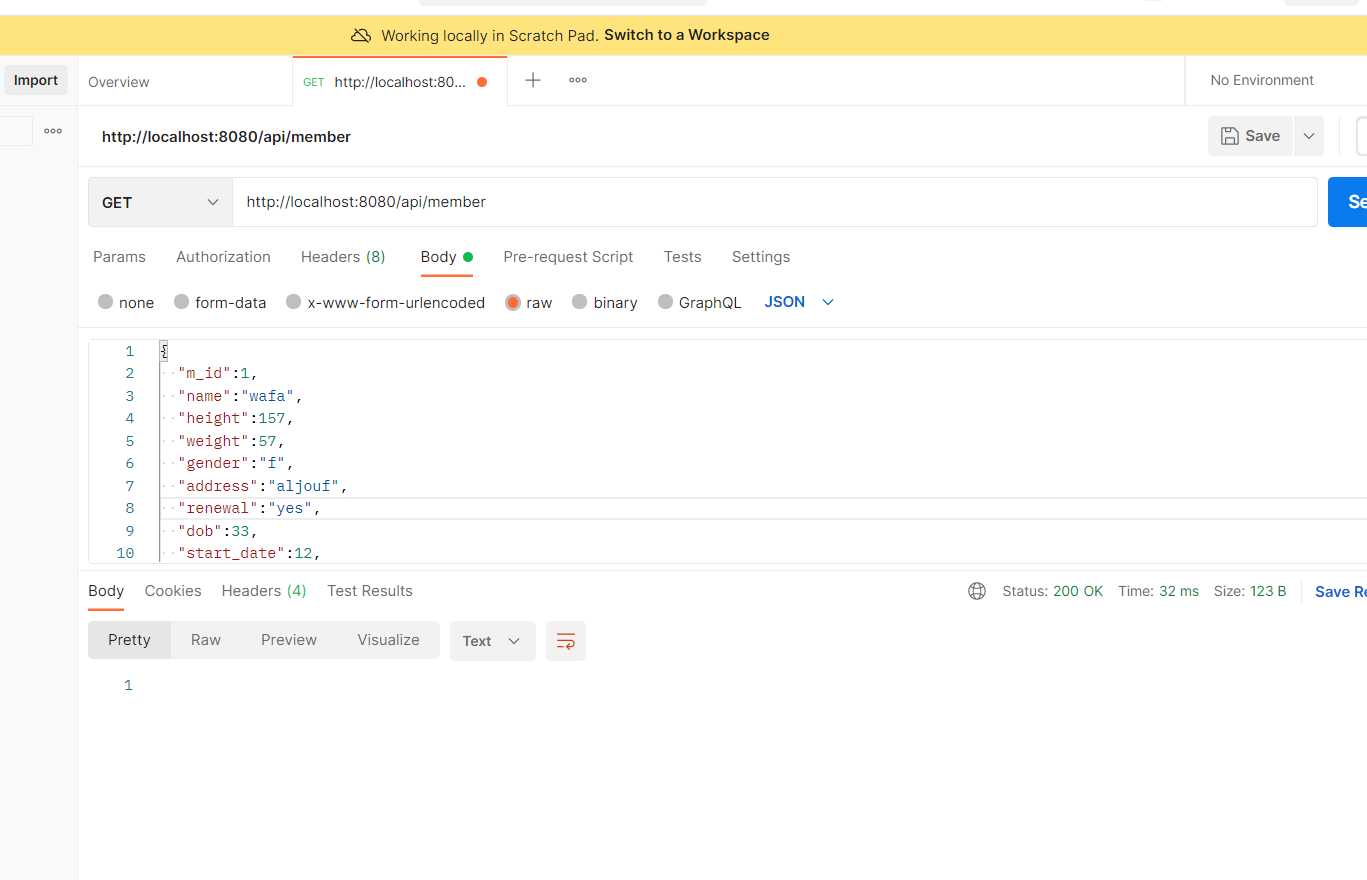 Working locally in Scratch Pad. Switch to a Workspace
Import
Overview
GET http://localhost:80...
No Environment
http://localhost:8080/api/member
Save
GET
http://localhost:8080/api/member
Se
Params Authorization Headers (8) Body Pre-request Script Tests Settings
none form-data x-www-form-urlencoded raw binary GraphQL JSON
1 {
2 "m_id":1,
3 "name":"wafa",
4 "height":157,
5 "weight":57,
6 "gender":"f",
7 "address":"aljouf",
8 "renewal":"yes",
9 "dob":33,
10 "start_date":12,
Body Cookies Headers (4) Test Results Status: 200 OK Time: 32 ms Size: 123 B Save Re
Pretty Raw Preview Visualize Text
1